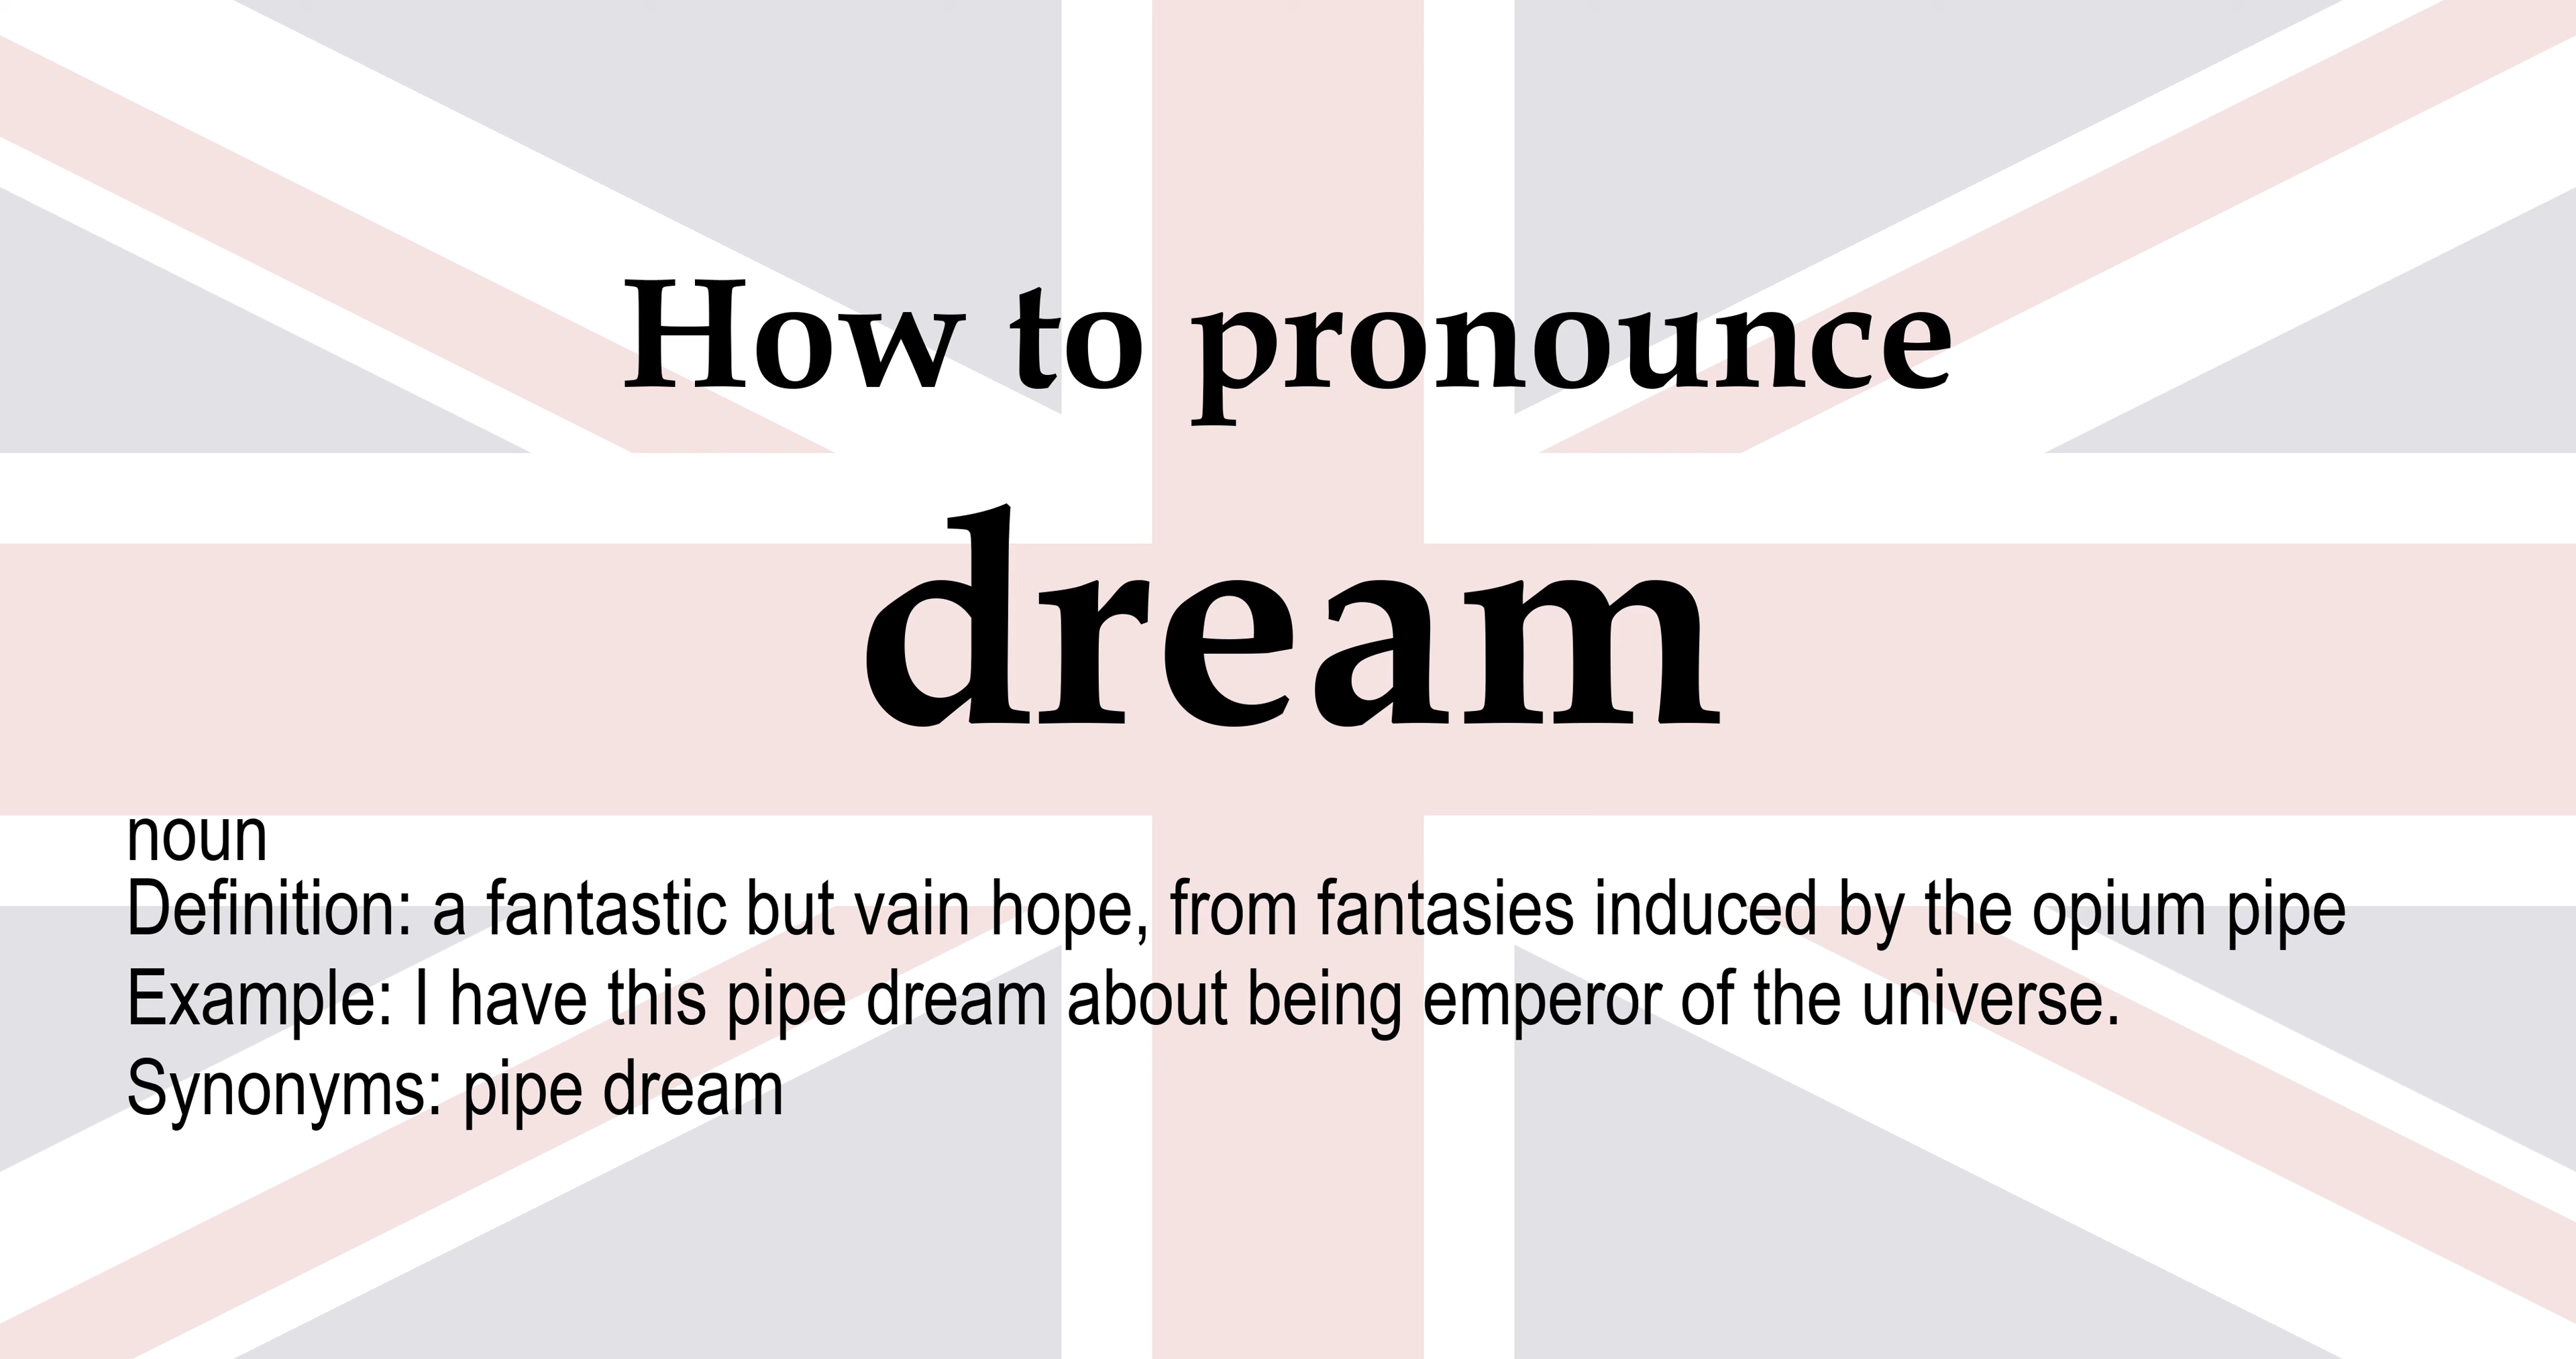 How to pronounce
dream
noun
Definition: a fantastic but vain hope, from fantasies induced by the opium pipe
Example: I have this pipe dream about being emperor of the universe.
Synonyms: pipe dream